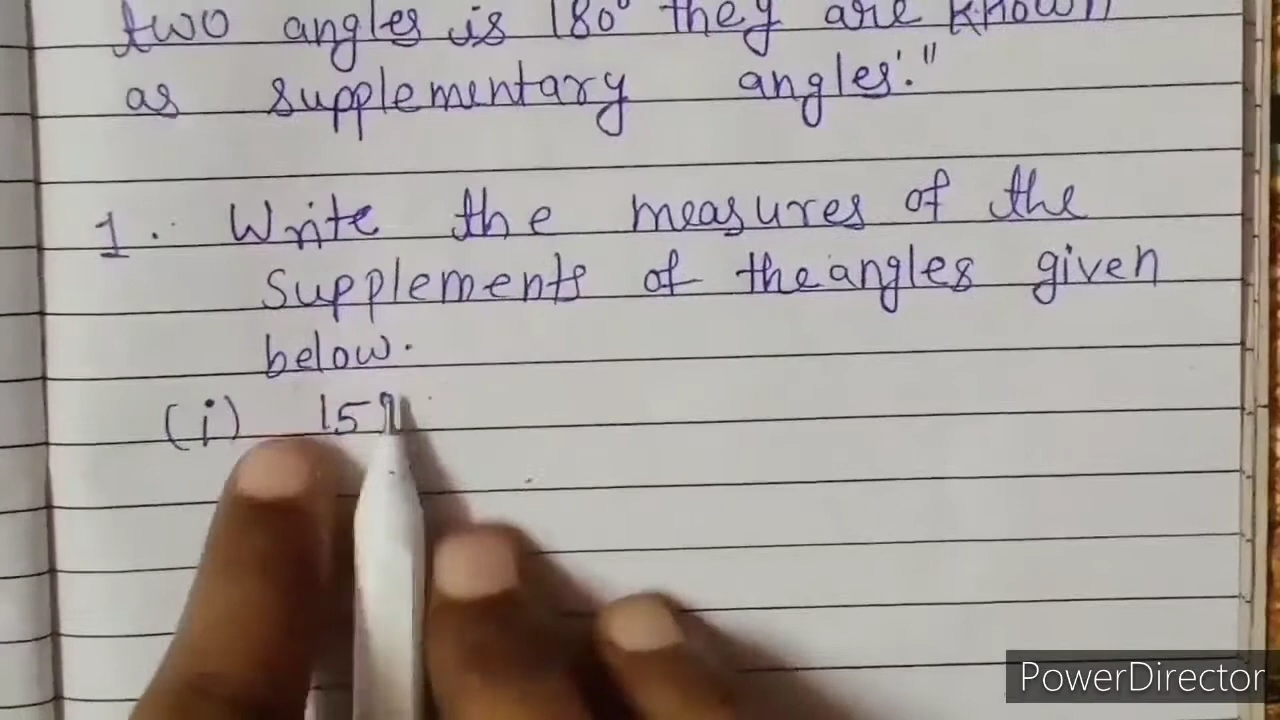 two angles is 180° they are known
as supplementary angles."
1. Write the measures of the
supplements of the angles given
below.
(i) 15
PowerDirector